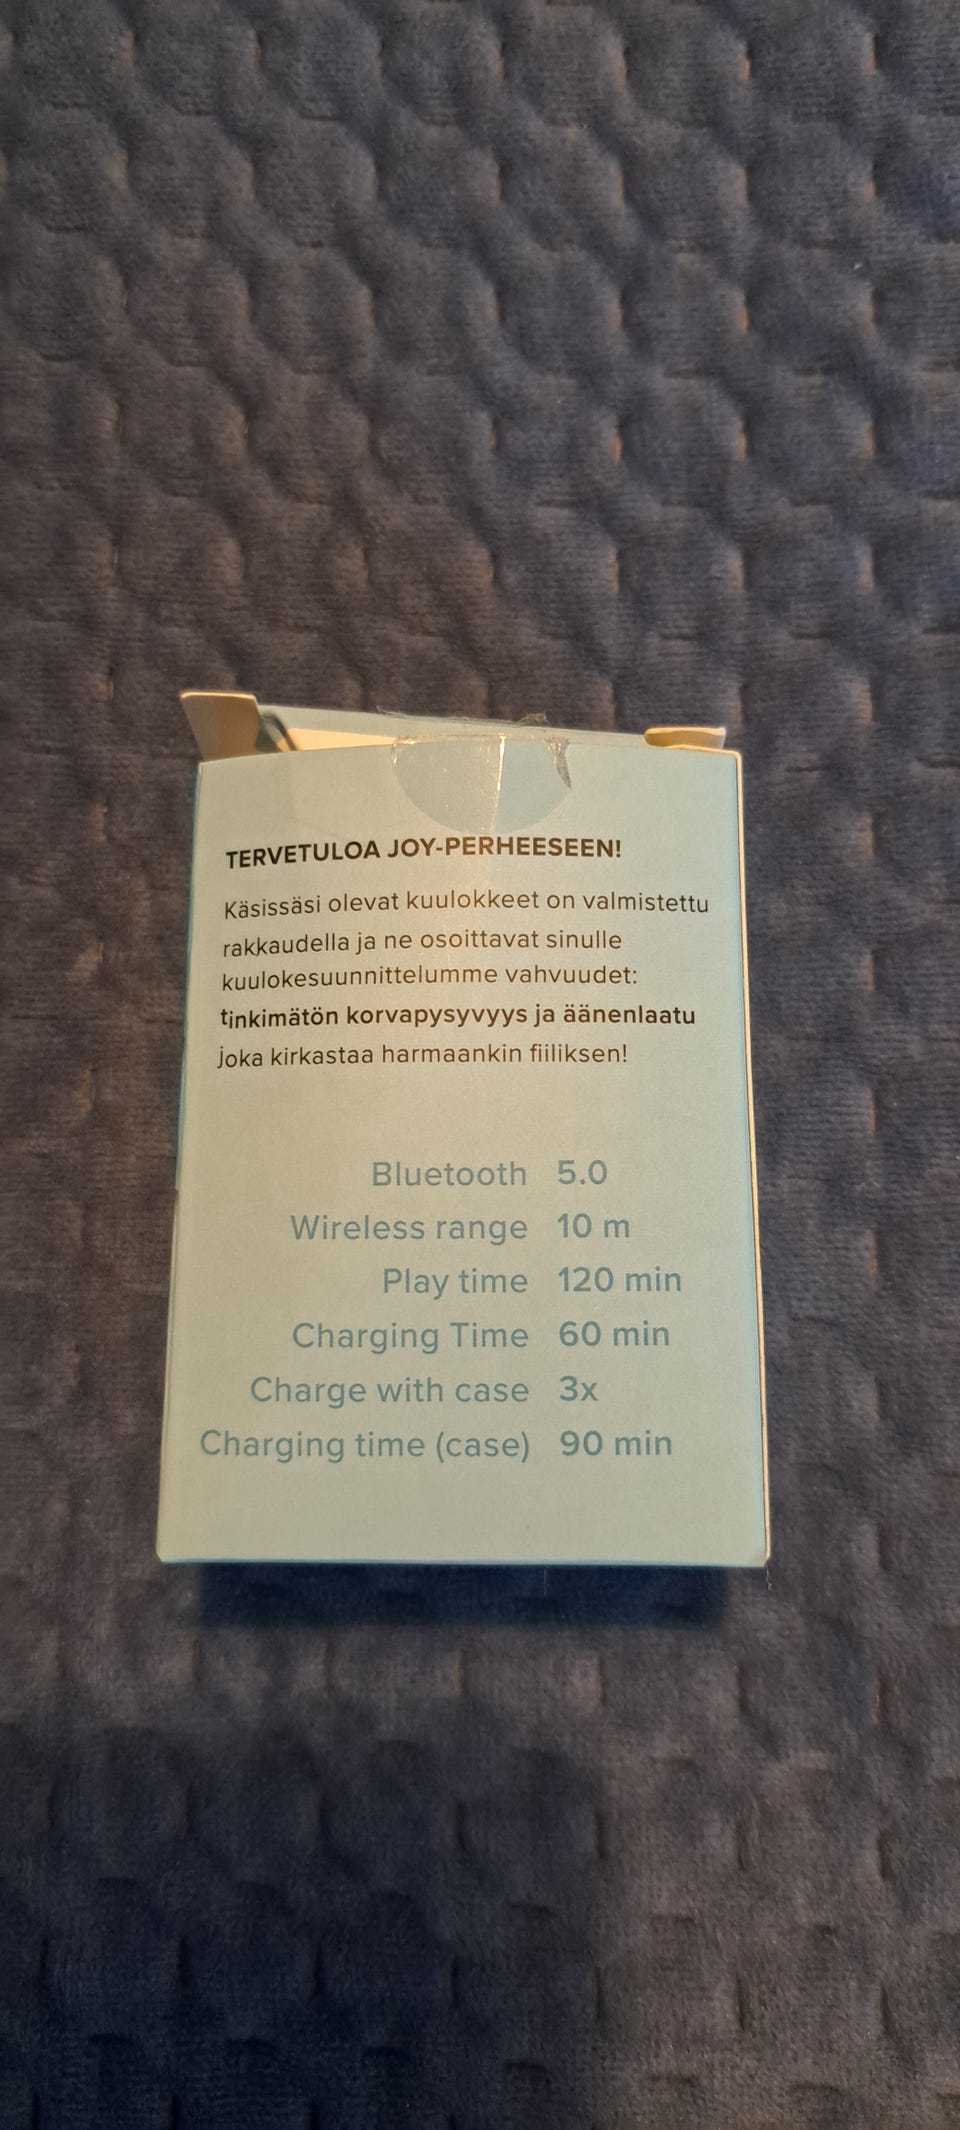 TERVETULOA JOY-PERHEESEEN!
Käsissäsi olevat kuulokkeet on valmistettu
rakkaudella ja ne osoittavat sinulle
kuulokesuunnittelumme vahvuudet:
tinkimätön korvapysyvyys ja äänenlaatu
joka kirkastaa harmaankin fiiliksen!
Bluetooth 5.0
Wireless range 10 m
Play time 120 min
Charging Time 60 min
Charge with case 3x
Charging time (case) 90 min